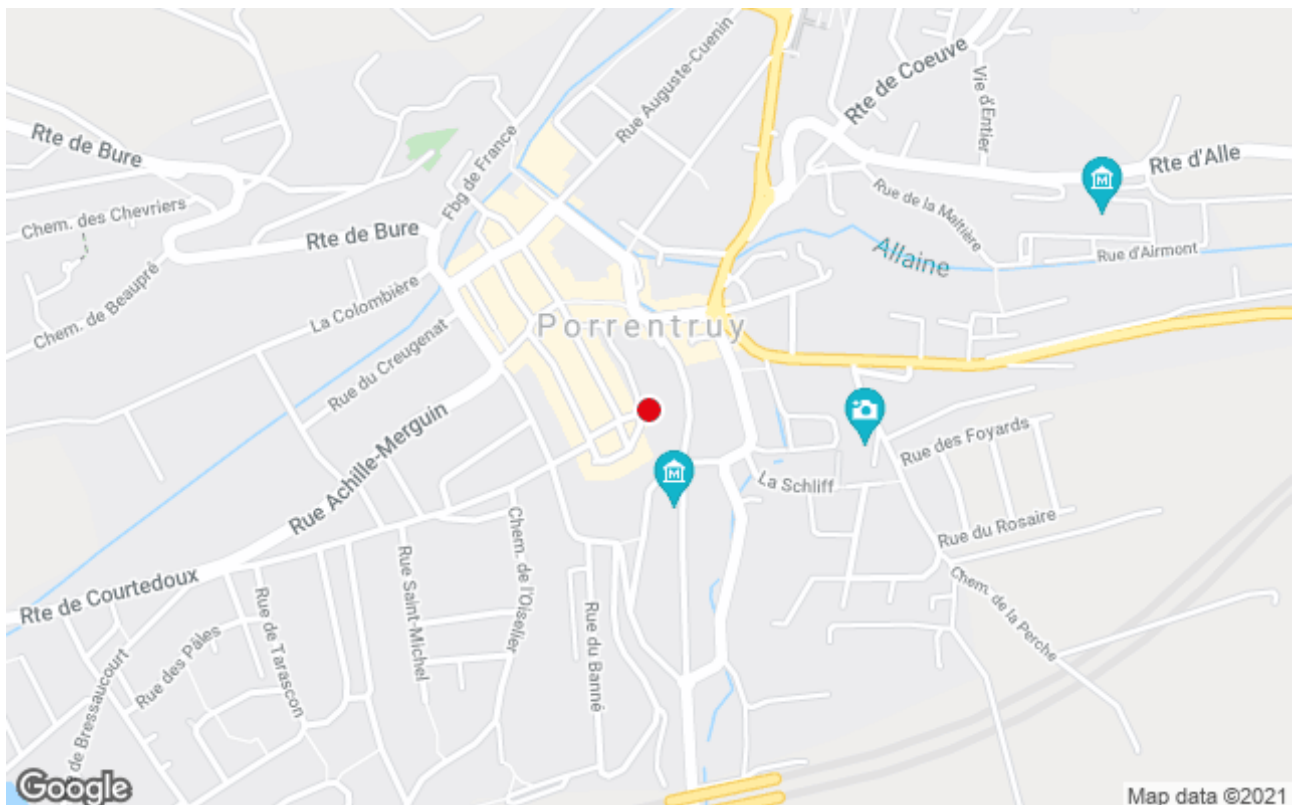 Rue Auguste-Cuenin
Rte de Coeuve
Vie d'Entier
Rte de Bure
Rte d'Alle
Fbg de France
Rue de la Maltière
Chem. des Chevriers
Rte de Bure
Allaine
Rue d'Airmont
Chem. de Beaupré
La Colombière
Porrentruy
Rue du Creugenat
Rue des Foyards
Rue Achille-Merguin
La Schliff
Rue du Rosaire
Chem. de l'Oiselier
Rte de Courtedoux
Rue Saint-Michel
Rue de Tarascon
Rue du Banné
Chem. de la Perche
Rue des Pâles
de Bressaucourt
Google
Map data ©2021